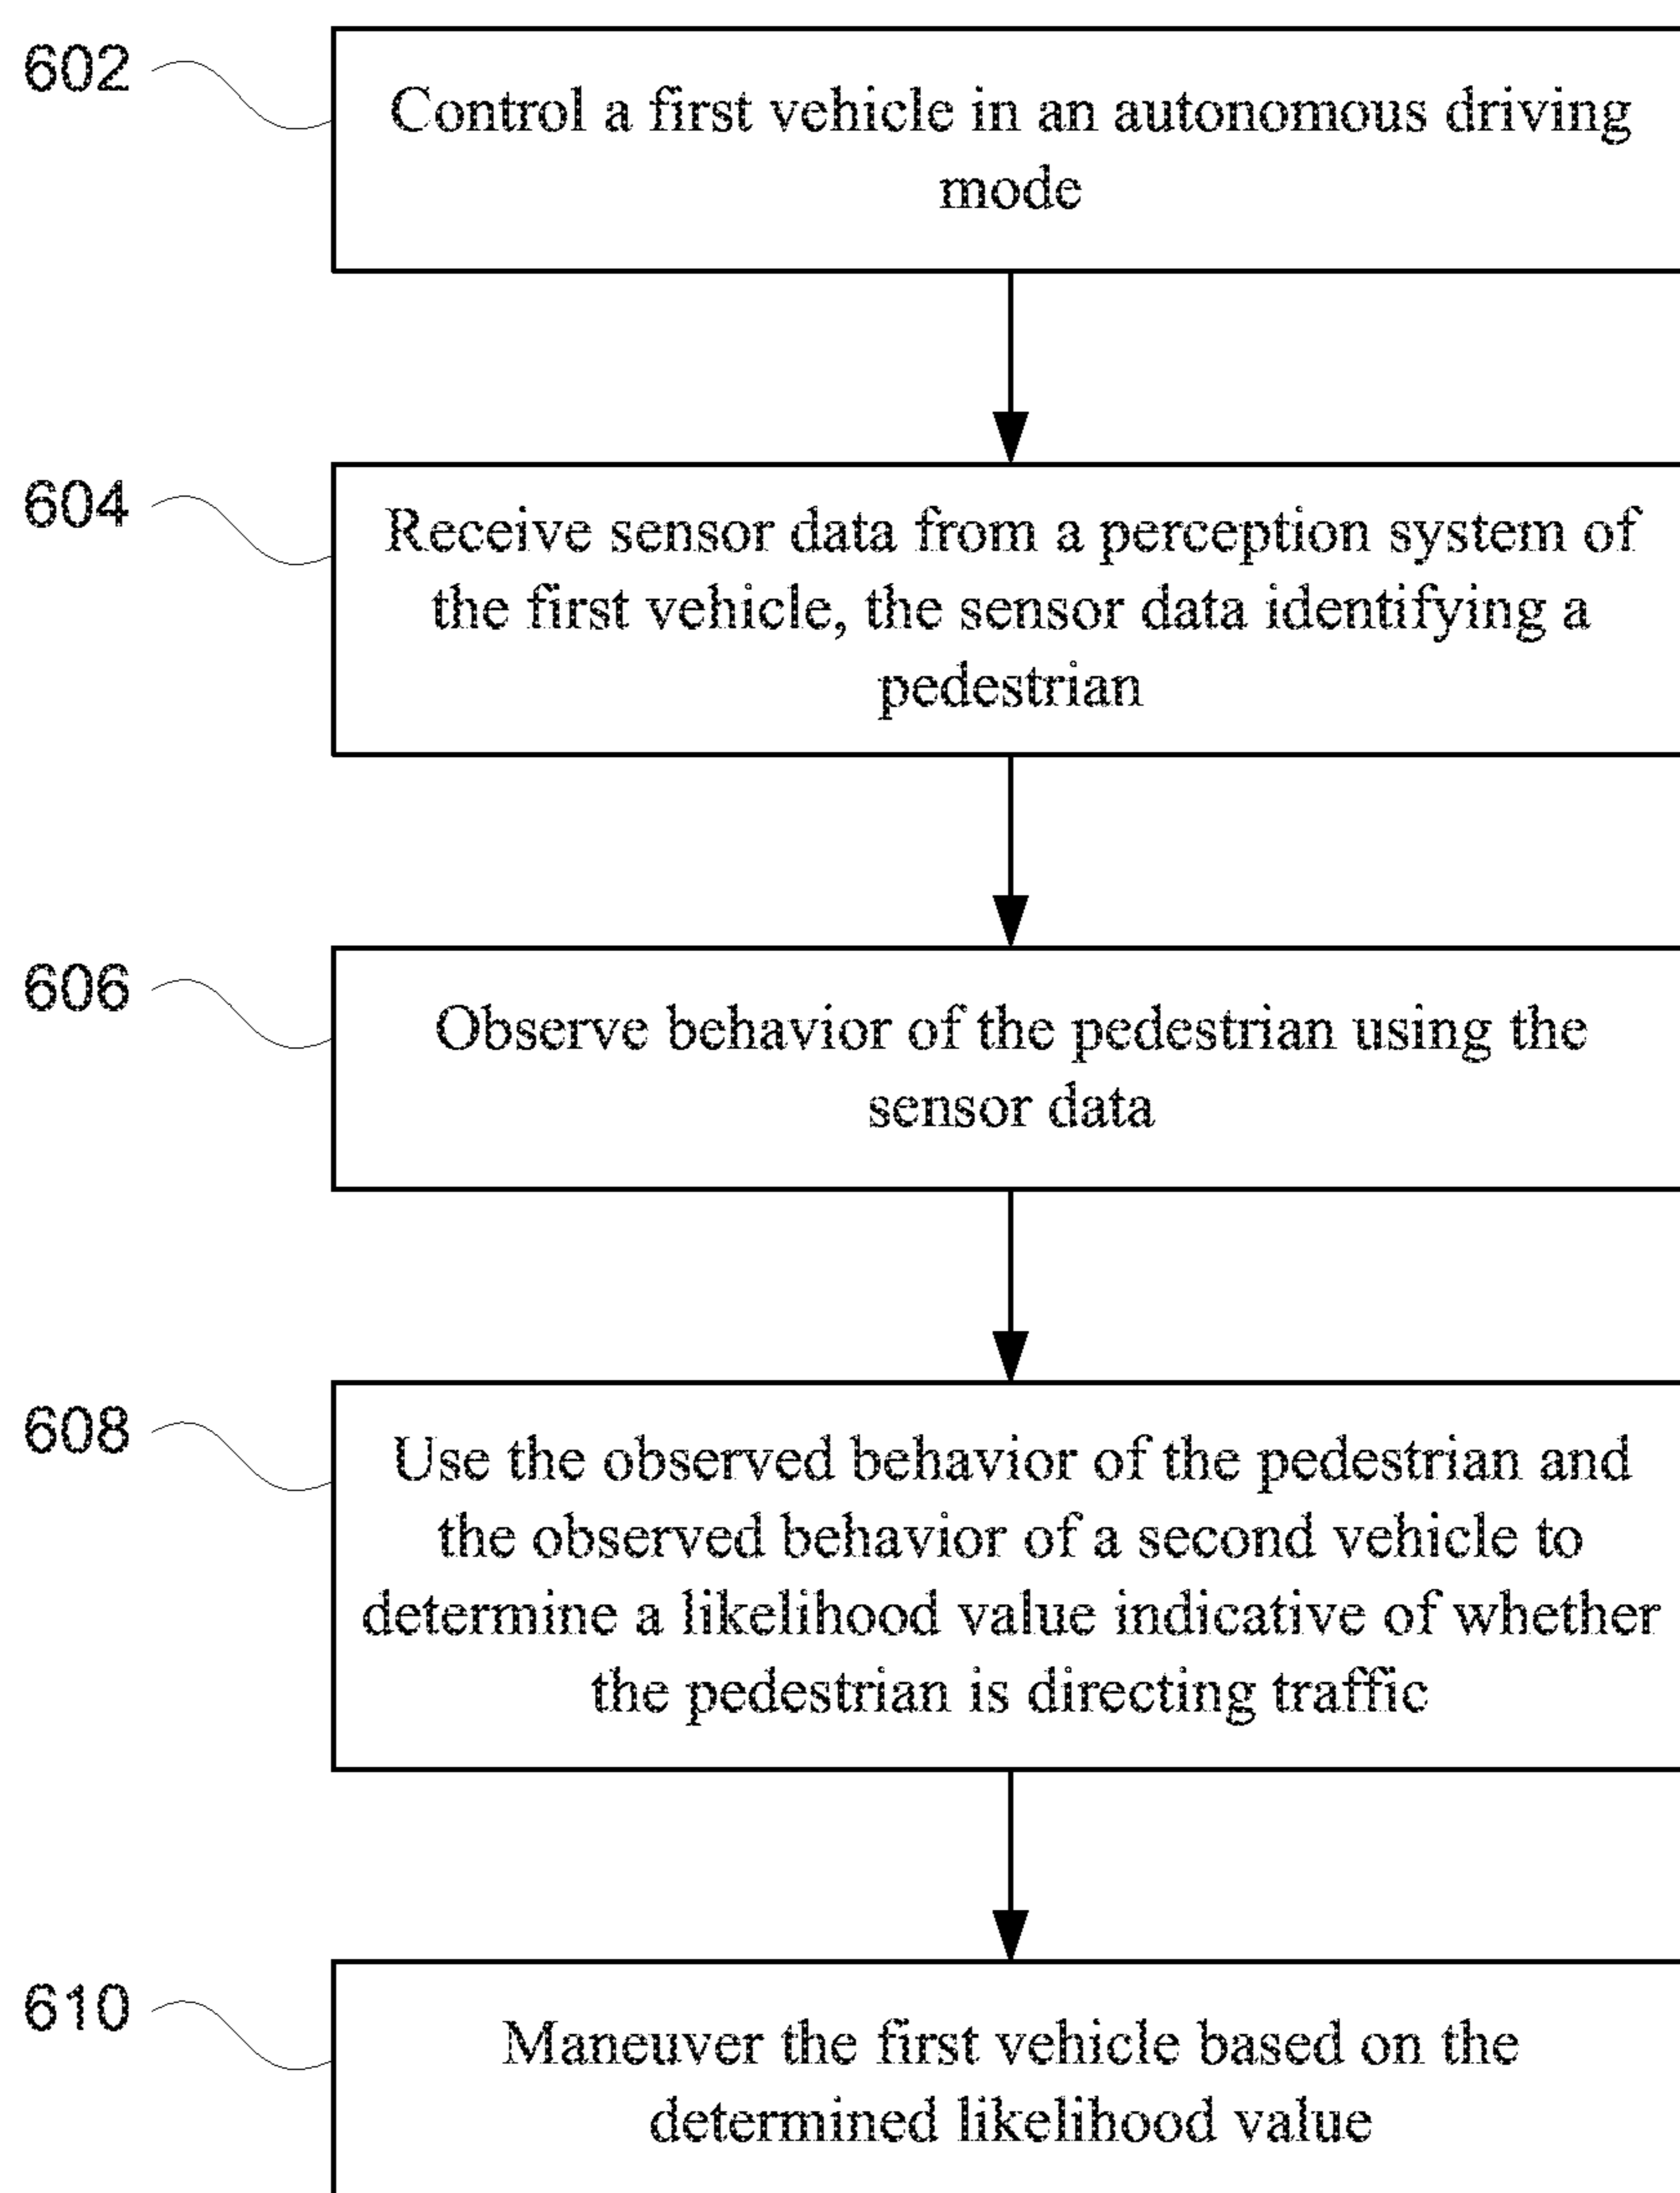 602
Control a first vehicle in an autonomous driving
mode
604
Receive sensor data from a perception system of
the first vehicle, the sensor data identifying a
pedestrian
606
Observe behavior of the pedestrian using the
sensor data
608
Use the observed behavior of the pedestrian and
the observed behavior of a second vehicle to
determine a likelihood value indicative of whether
the pedestrian is directing traffic
610
Maneuver the first vehicle based on the
determined likelihood value